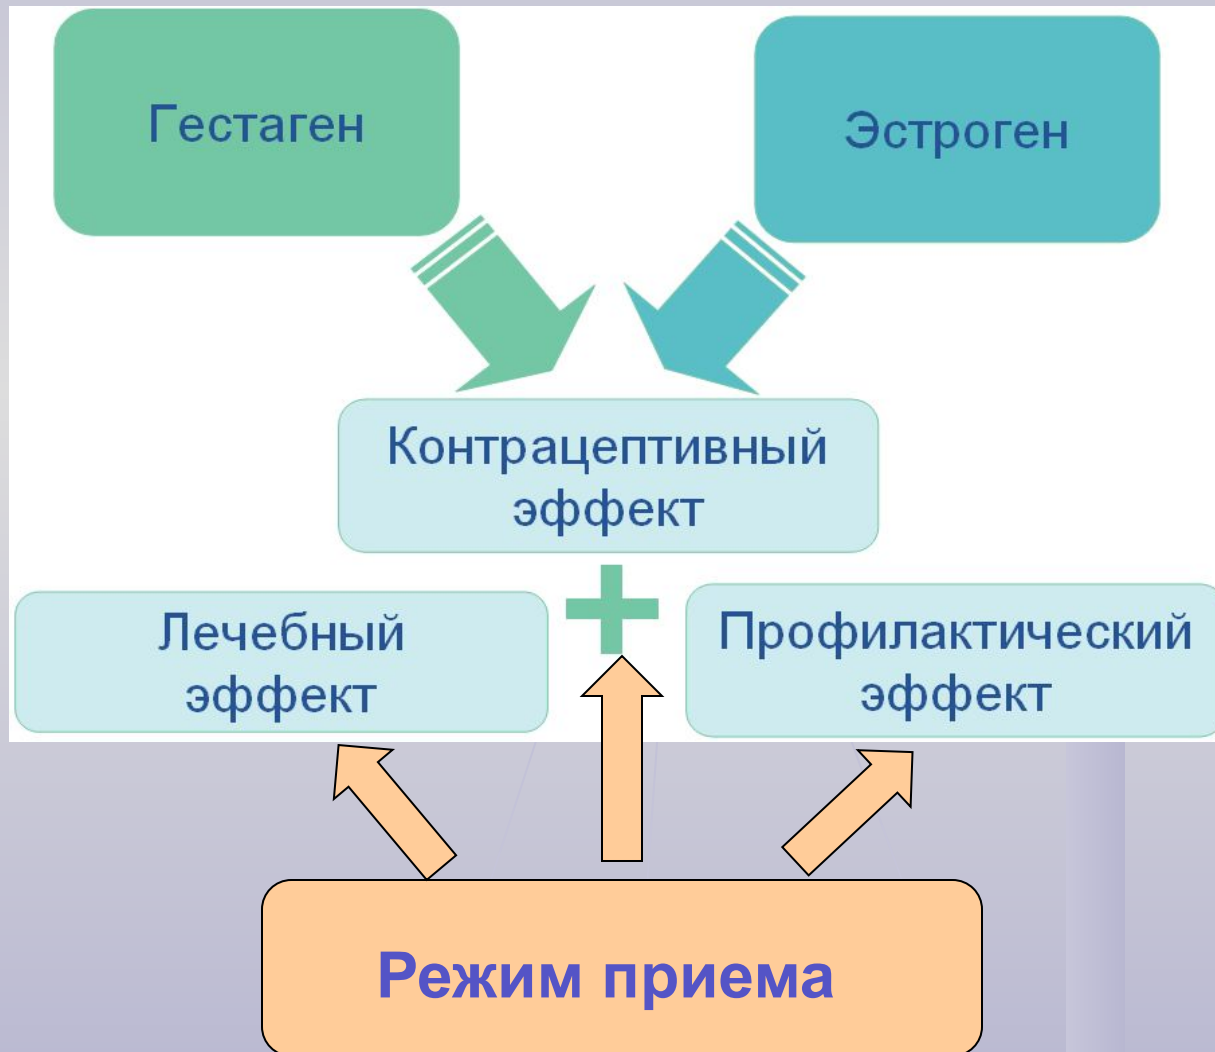 Гестаген
Эстроген
Контрацептивный
эффект
Лечебный
эффект
Профилактический
эффект
Режим приема